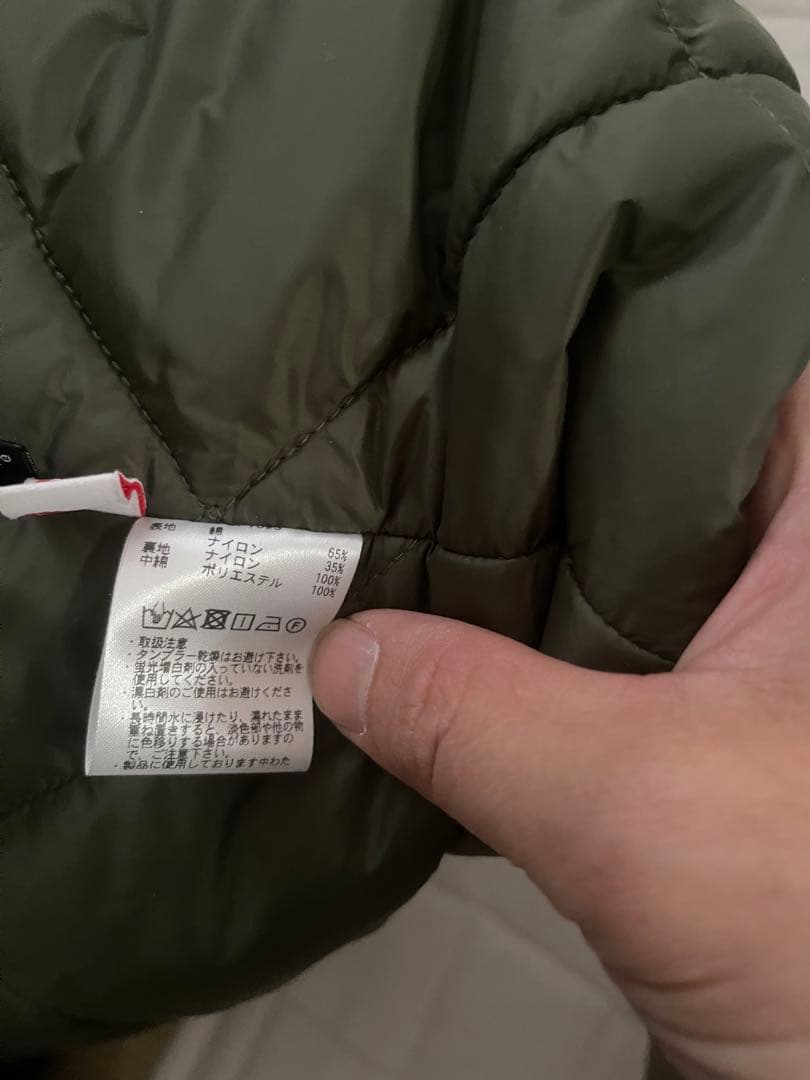 表地 綿 65%
ナイロン 35%
裏地 ナイロン 100%
中綿 ポリエステル 100%
F
・取扱注意
・タンブラー乾燥はお避け下さい。
・蛍光増白剤の入っていない洗剤を
使用してください。
・漂白剤のご使用はお避けくださ
い。
・長時間水に浸けたり、濡れたまま
重ね置きすると、淡色部や他の物
に色移りする場合がありますの
で、ご注意下さい。
・製品に使用しております中わた